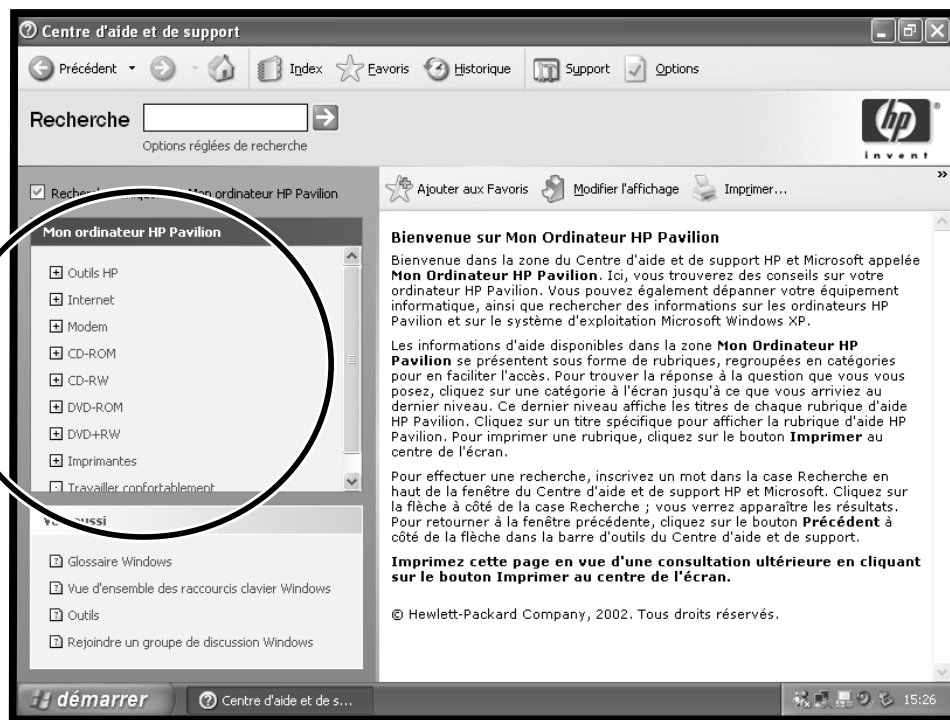 Centre d'aide et de support
Précédent Index Favoris Historique Support Options
Recherche
Options réglées de recherche
hp
invent
Mon ordinateur HP Pavilion
Ajouter aux Favoris Modifier l'affichage Imprimer... »
Mon ordinateur HP Pavilion
Outils HP
Internet
Modem
CD-ROM
CD-RW
DVD-ROM
DVD+RW
Imprimantes
Travailler confortablement
aussi
Glossaire Windows
Vue d'ensemble des raccourcis clavier Windows
Outils
Rejoindre un groupe de discussion Windows
Bienvenue sur Mon Ordinateur HP Pavilion
Bienvenue dans la zone du Centre d'aide et de support HP et Microsoft appelée
Mon Ordinateur HP Pavilion. Ici, vous trouverez des conseils sur votre
ordinateur HP Pavilion. Vous pouvez également dépanner votre équipement
informatique, ainsi que rechercher des informations sur les ordinateurs HP
Pavilion et sur le système d'exploitation Microsoft Windows XP.
Les informations d'aide disponibles dans la zone Mon Ordinateur HP
Pavilion se présentent sous forme de rubriques, regroupées en catégories
pour en faciliter l'accès. Pour trouver la réponse à la question que vous vous
posez, cliquez sur une catégorie à l'écran jusqu'à ce que vous arriviez au
dernier niveau. Ce dernier niveau affiche les titres de chaque rubrique d'aide
HP Pavilion. Cliquez sur un titre spécifique pour afficher la rubrique d'aide HP
Pavilion. Pour imprimer une rubrique, cliquez sur le bouton Imprimer au
centre de l'écran.
Pour effectuer une recherche, inscrivez un mot dans la case Recherche en
haut de la fenêtre du Centre d'aide et de support HP et Microsoft. Cliquez sur
la flèche à côté de la case Recherche ; vous verrez apparaître les résultats.
Pour retourner à la fenêtre précédente, cliquez sur le bouton Précédent à
côté de la flèche dans la barre d'outils du Centre d'aide et de support.
Imprimez cette page en vue d'une consultation ultérieure en cliquant
sur le bouton Imprimer au centre de l'écran.
© Hewlett-Packard Company, 2002. Tous droits réservés.
démarrer Centre d'aide et de s... 15:26